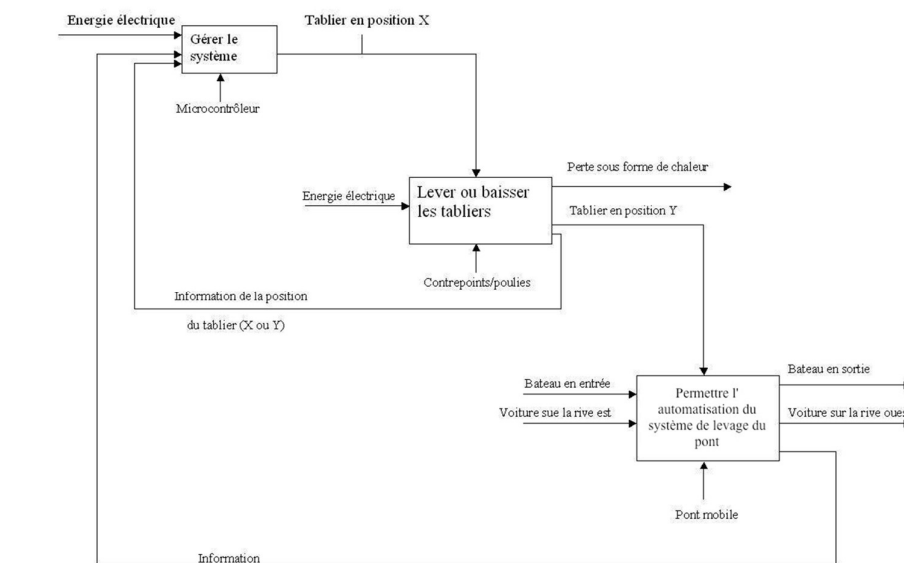 Energie électrique
Tablier en position X
Gérer le
système
Microcontrôleur
Perte sous forme de chaleur
Lever ou baisser
les tabliers
Energie électrique
Tablier en position Y
Contrepoints/poulies
Information de la position
du tablier (X ou Y)
Bateau en sortie
Bateau en entrée
Permettre l'
automatisation du
système de levage du
pont
Voiture sue la rive est
Voiture sur la rive oues
Pont mobile
Information